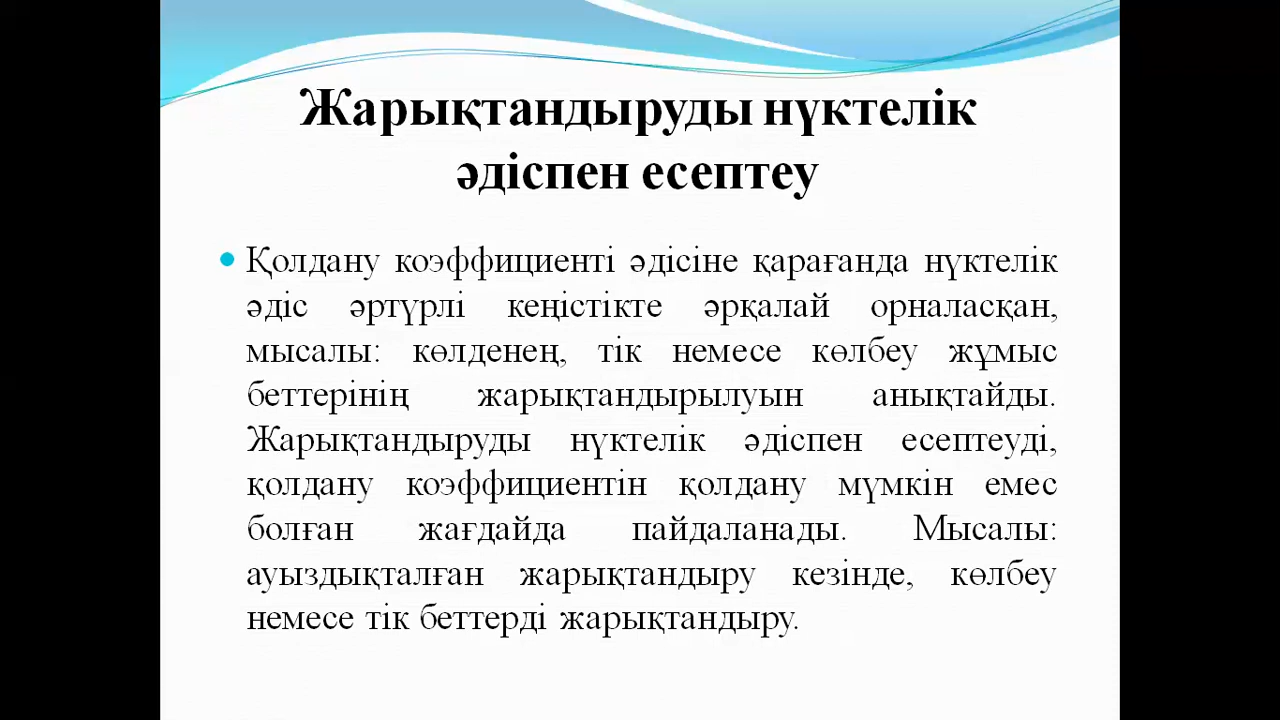 Жарықтандыруды нүктелік
әдіспен есептеу
• Қолдану коэффициенті әдісіне қарағанда нүктелік
әдіс әртүрлі кеңістікте әрқалай орналасқан,
мысалы: көлденең, тік немесе көлбеу жұмыс
беттерінің жарықтандырылуын анықтайды.
Жарықтандыруды нүктелік әдіспен есептеуді,
қолдану коэффициентін қолдану мүмкін емес
болған жағдайда пайдаланады. Мысалы:
ауыздықталған жарықтандыру кезінде, көлбеу
немесе тік беттерді жарықтандыру.